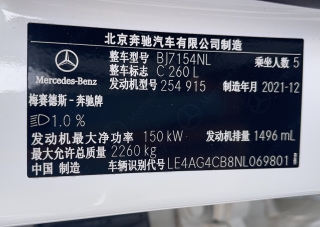 北京奔驰汽车有限公司制造
整车型号 BJ7154NL 乘坐人数 5
整车标志 C 260 L
发动机型号 254 915 制造年月 2021-12
Mercedes-Benz
梅赛德斯-奔驰牌
1.0 %
发动机最大净功率 150 kW 发动机排量 1496 mL
最大允许总质量 2260 kg
中国 制造 车辆识别代号 LE4AG4CB8NL069801